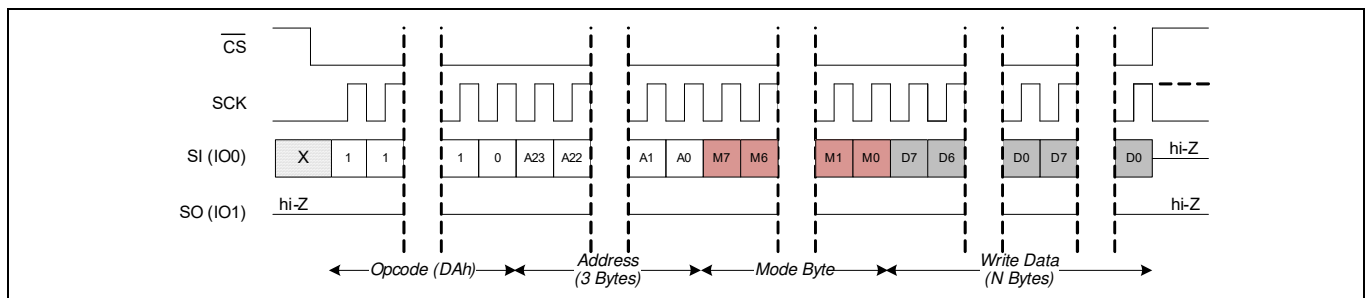 CS
SCK
SI (IO0) X 1 1 1 0 A23 A22 A1 A0 M7 M6 M1 M0 D7 D6 D0 D7 D0 hi-Z
SO (IO1) hi-Z hi-Z
Opcode (DAh) Address (3 Bytes) Mode Byte Write Data (N Bytes)